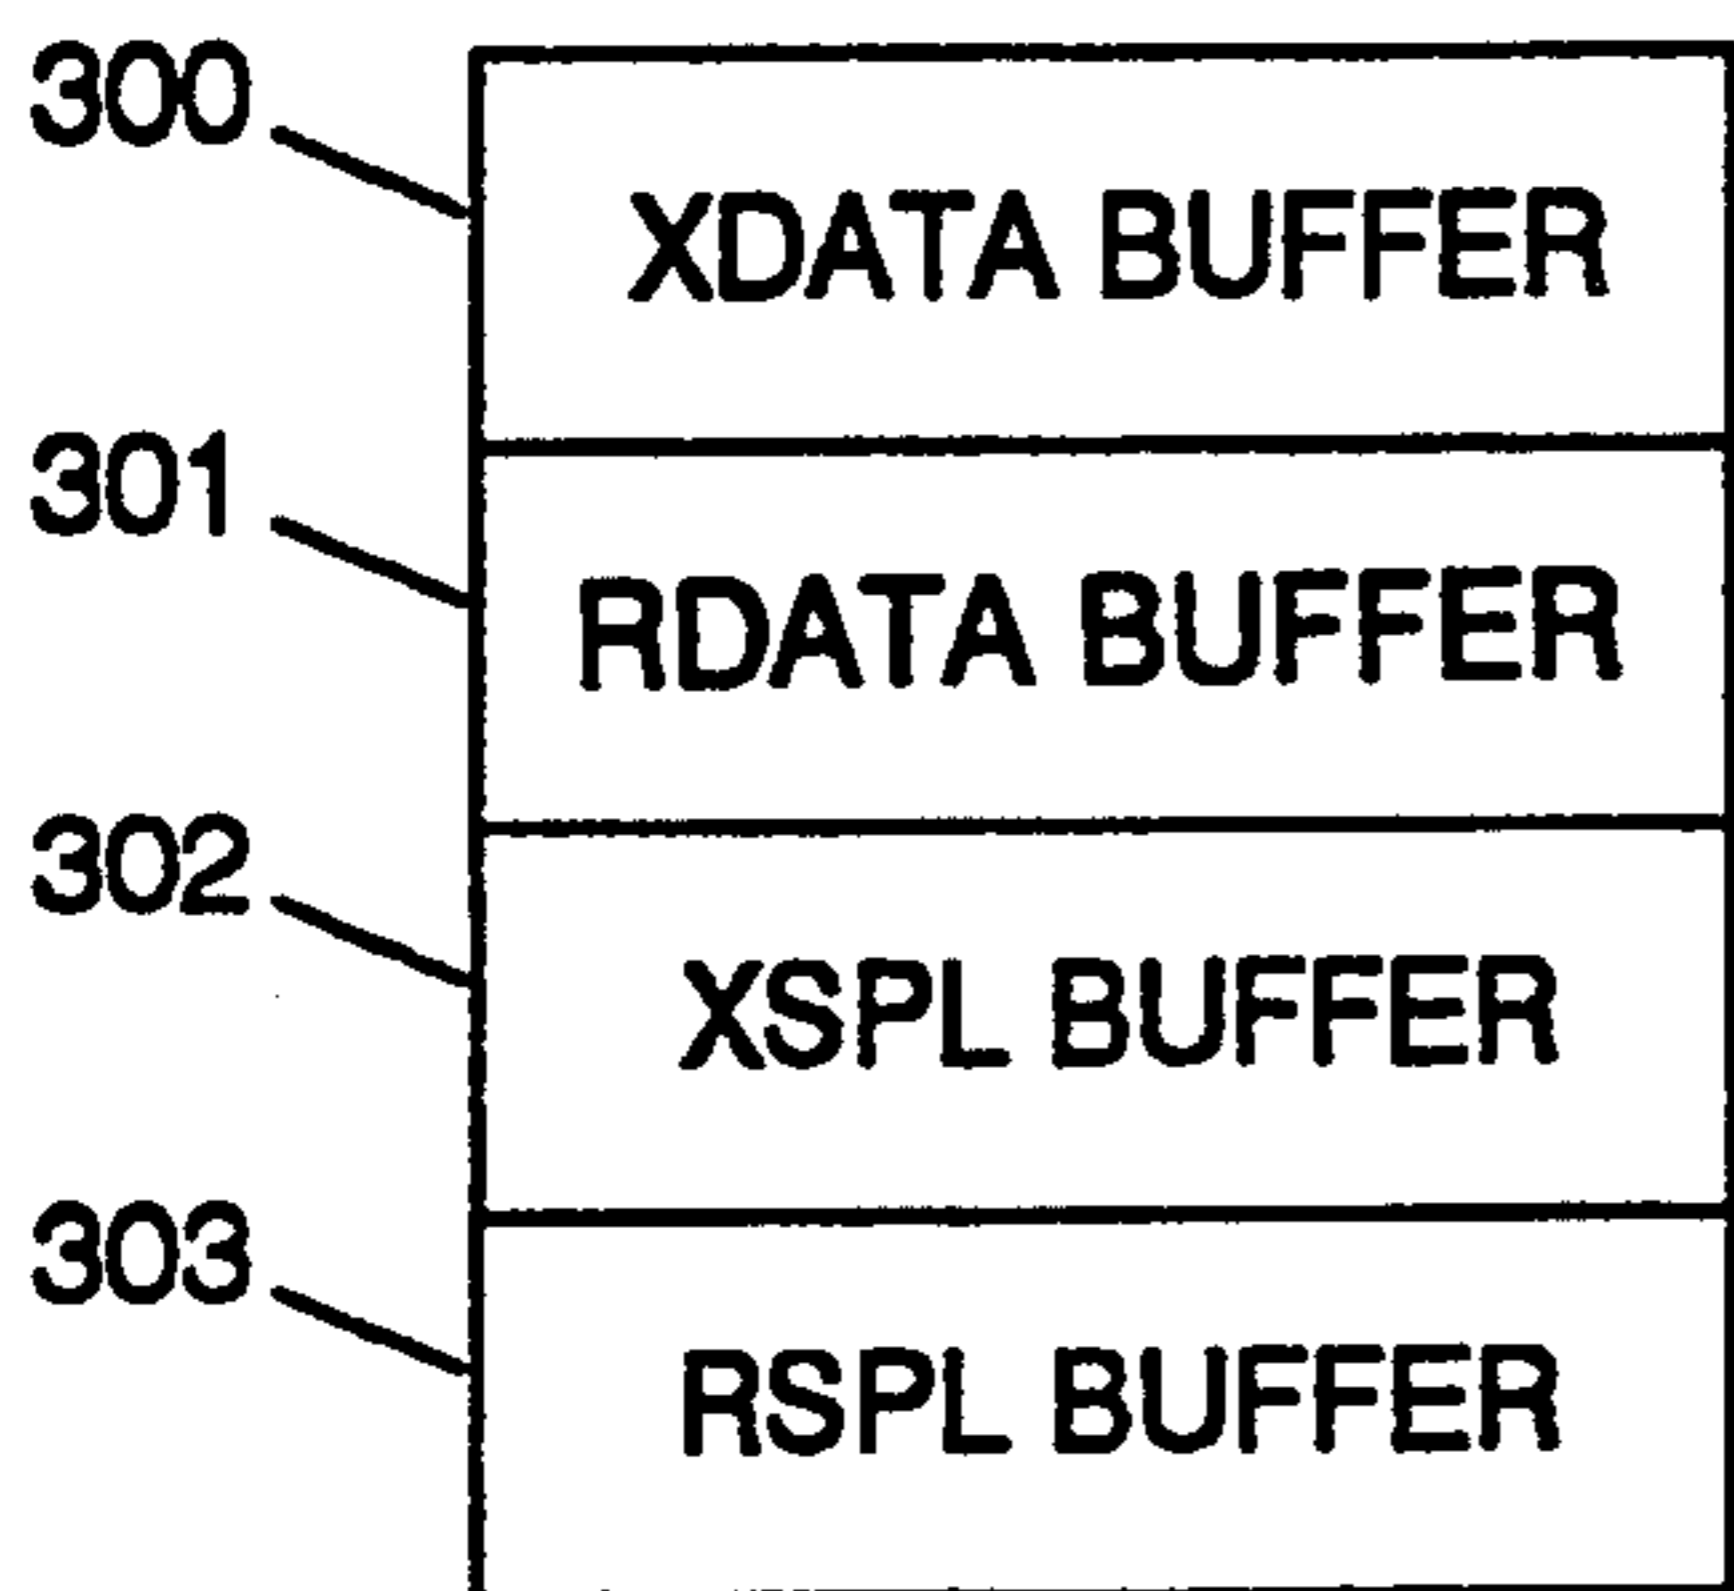 300
XDATA BUFFER
301
RDATA BUFFER
302
XSPL BUFFER
303
RSPL BUFFER